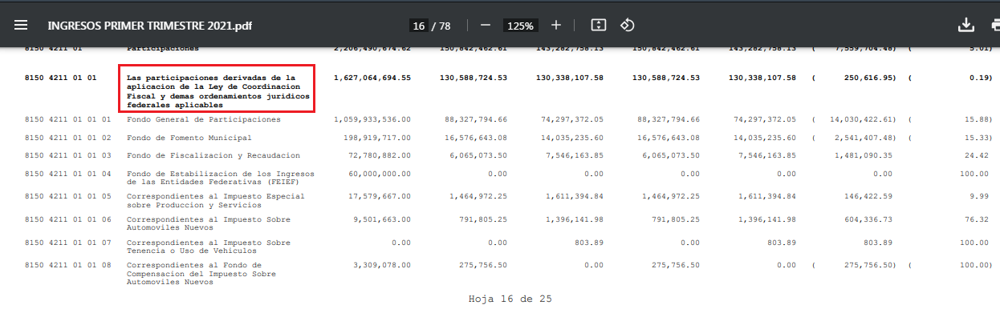 INGRESOS PRIMER TRIMESTRE 2021.pdf 16 / 78 125%
8150 4211 01 Participaciones 2,206,490,674.62 150,842,462.61 143,282,758.13 150,842,462.61 143,282,758.13 ( 7,559,704.48) ( 5.01)
8150 4211 01 01 Las participaciones derivadas de la 1,627,064,694.55 130,588,724.53 130,338,107.58 130,588,724.53 130,338,107.58 ( 250,616.95) ( 0.19)
aplicacion de la Ley de Coordinacion
Fiscal y demas ordenamientos juridicos
federales aplicables
8150 4211 01 01 01 Fondo General de Participaciones 1,059,933,536.00 88,327,794.66 74,297,372.05 88,327,794.66 74,297,372.05 ( 14,030,422.61) ( 15.88)
8150 4211 01 01 02 Fondo de Fomento Municipal 198,919,717.00 16,576,643.08 14,035,235.60 16,576,643.08 14,035,235.60 ( 2,541,407.48) ( 15.33)
8150 4211 01 01 03 Fondo de Fiscalizacion y Recaudacion 72,780,882.00 6,065,073.50 7,546,163.85 6,065,073.50 7,546,163.85 1,481,090.35 24.42
8150 4211 01 01 04 Fondo de Estabilizacion de los Ingresos 60,000,000.00 0.00 0.00 0.00 0.00 0.00 100.00
de las Entidades Federativas (FEIEF)
8150 4211 01 01 05 Correspondientes al Impuesto Especial 17,579,667.00 1,464,972.25 1,611,394.84 1,464,972.25 1,611,394.84 146,422.59 9.99
sobre Produccion y Servicios
8150 4211 01 01 06 Correspondientes al Impuesto Sobre 9,501,663.00 791,805.25 1,396,141.98 791,805.25 1,396,141.98 604,336.73 76.32
Automoviles Nuevos
8150 4211 01 01 07 Correspondientes al Impuesto Sobre 0.00 0.00 803.89 0.00 803.89 803.89 100.00
Tenencia o Uso de Vehiculos
8150 4211 01 01 08 Correspondientes al Fondo de 3,309,078.00 275,756.50 0.00 275,756.50 0.00 ( 275,756.50) ( 100.00)
Compensacion del Impuesto Sobre
Automoviles Nuevos
Hoja 16 de 25